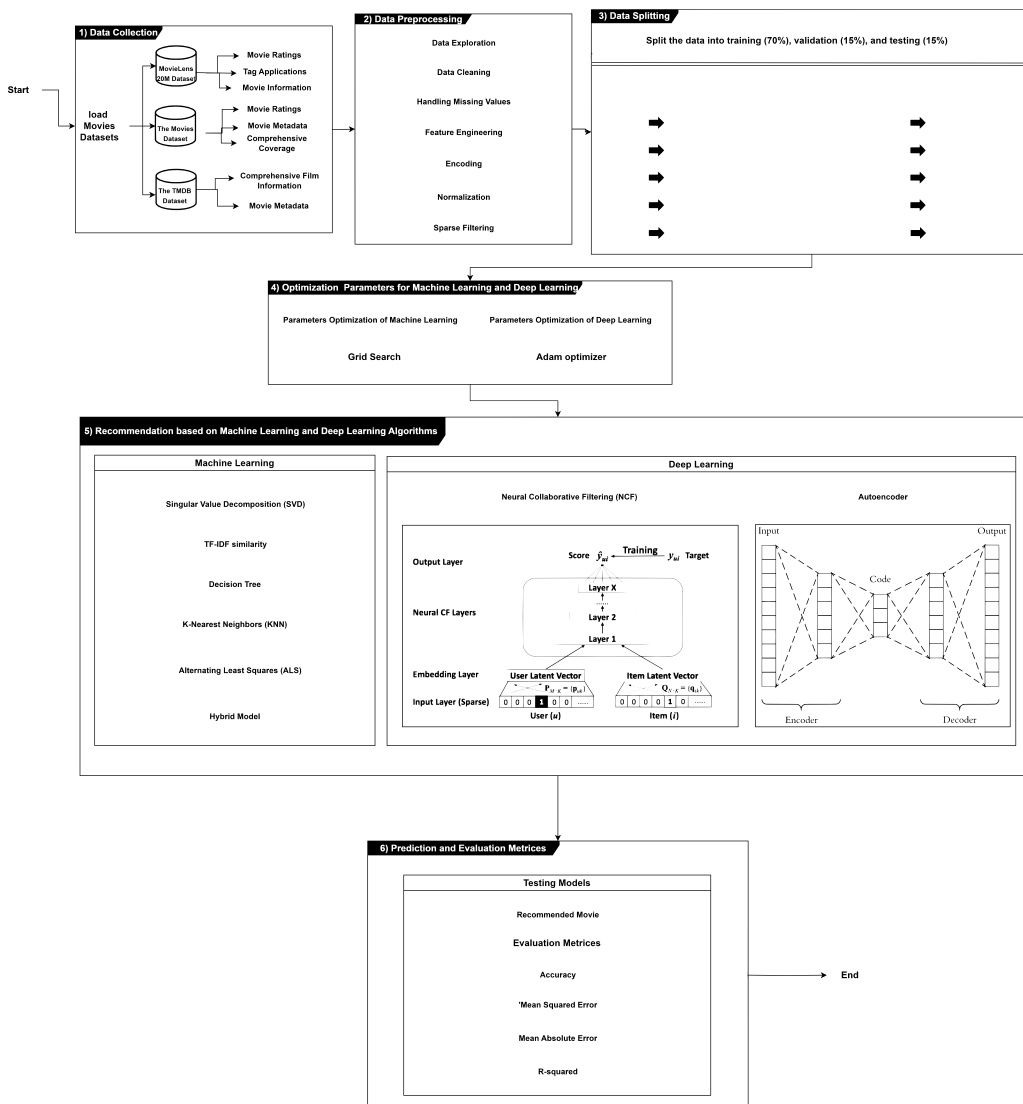 Start
1) Data Collection
load
Movies
Datasets
MovieLens
20M Dataset
Movie Ratings
Tag Applications
Movie Information
The Movies
Dataset
Movie Ratings
Movie Metadata
Comprehensive
Coverage
The TMDB
Dataset
Comprehensive Film
Information
Movie Metadata
2) Data Preprocessing
Data Exploration
Data Cleaning
Handling Missing Values
Feature Engineering
Encoding
Normalization
Sparse Filtering
3) Data Splitting
Split the data into training (70%), validation (15%), and testing (15%)
4) Optimization Parameters for Machine Learning and Deep Learning
Parameters Optimization of Machine Learning
Parameters Optimization of Deep Learning
Grid Search
Adam optimizer
5) Recommendation based on Machine Learning and Deep Learning Algorithms
Machine Learning
Singular Value Decomposition (SVD)
TF-IDF similarity
Decision Tree
K-Nearest Neighbors (KNN)
Alternating Least Squares (ALS)
Hybrid Model
Deep Learning
Neural Collaborative Filtering (NCF)
Output Layer
Score ŷui Training yui Target
Neural CF Layers
Layer X
......
Layer 2
Layer 1
Embedding Layer
User Latent Vector
Item Latent Vector
P M×K = {p uk}
Q N×K = {q ik}
Input Layer (Sparse)
0 0 0 1 0 0 .....
0 0 0 0 1 0 .....
User (u)
Item (i)
Autoencoder
Input
Output
Code
Encoder
Decoder
6) Prediction and Evaluation Metrices
Testing Models
Recommended Movie
Evaluation Metrices
Accuracy
'Mean Squared Error
Mean Absolute Error
R-squared
End